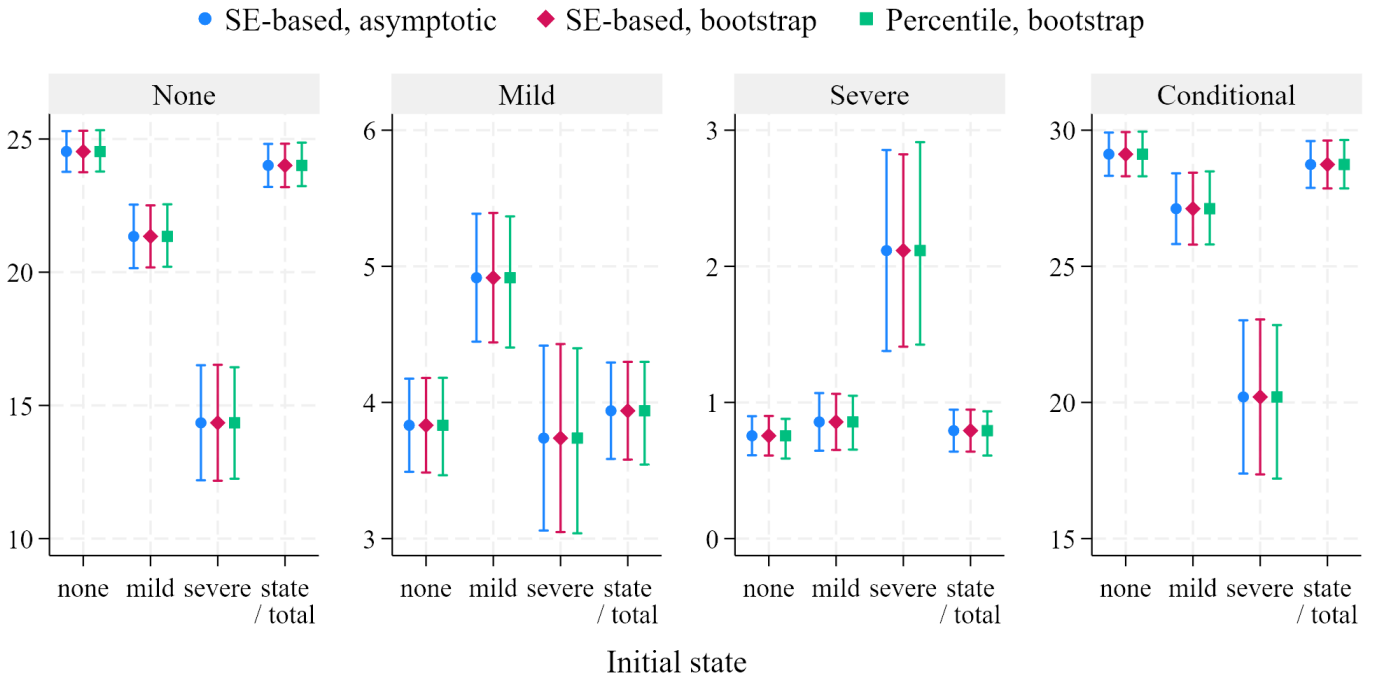 SE-based, asymptotic SE-based, bootstrap Percentile, bootstrap
None Mild Severe Conditional
25
20
15
10
6
5
4
3
3
2
1
0
30
25
20
15
none mild severe state / total
none mild severe state / total
none mild severe state / total
none mild severe state / total
Initial state